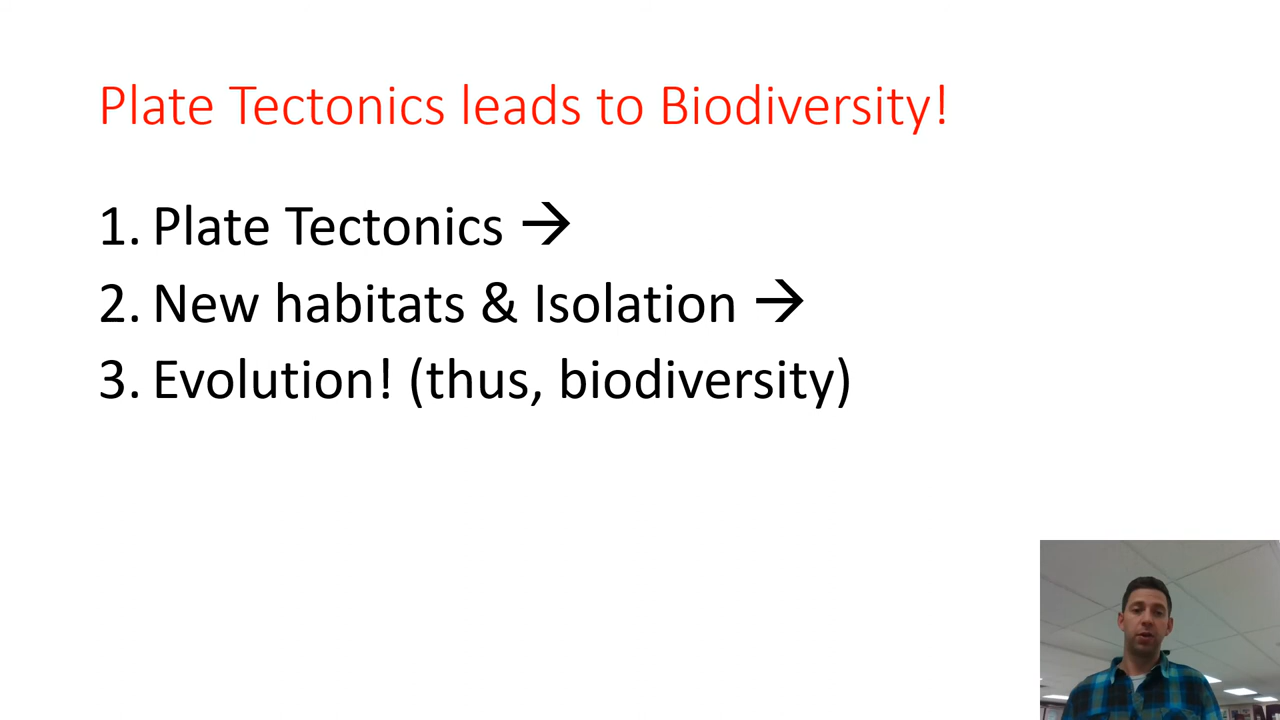 Plate Tectonics leads to Biodiversity!
1. Plate Tectonics →
2. New habitats & Isolation →
3. Evolution! (thus, biodiversity)